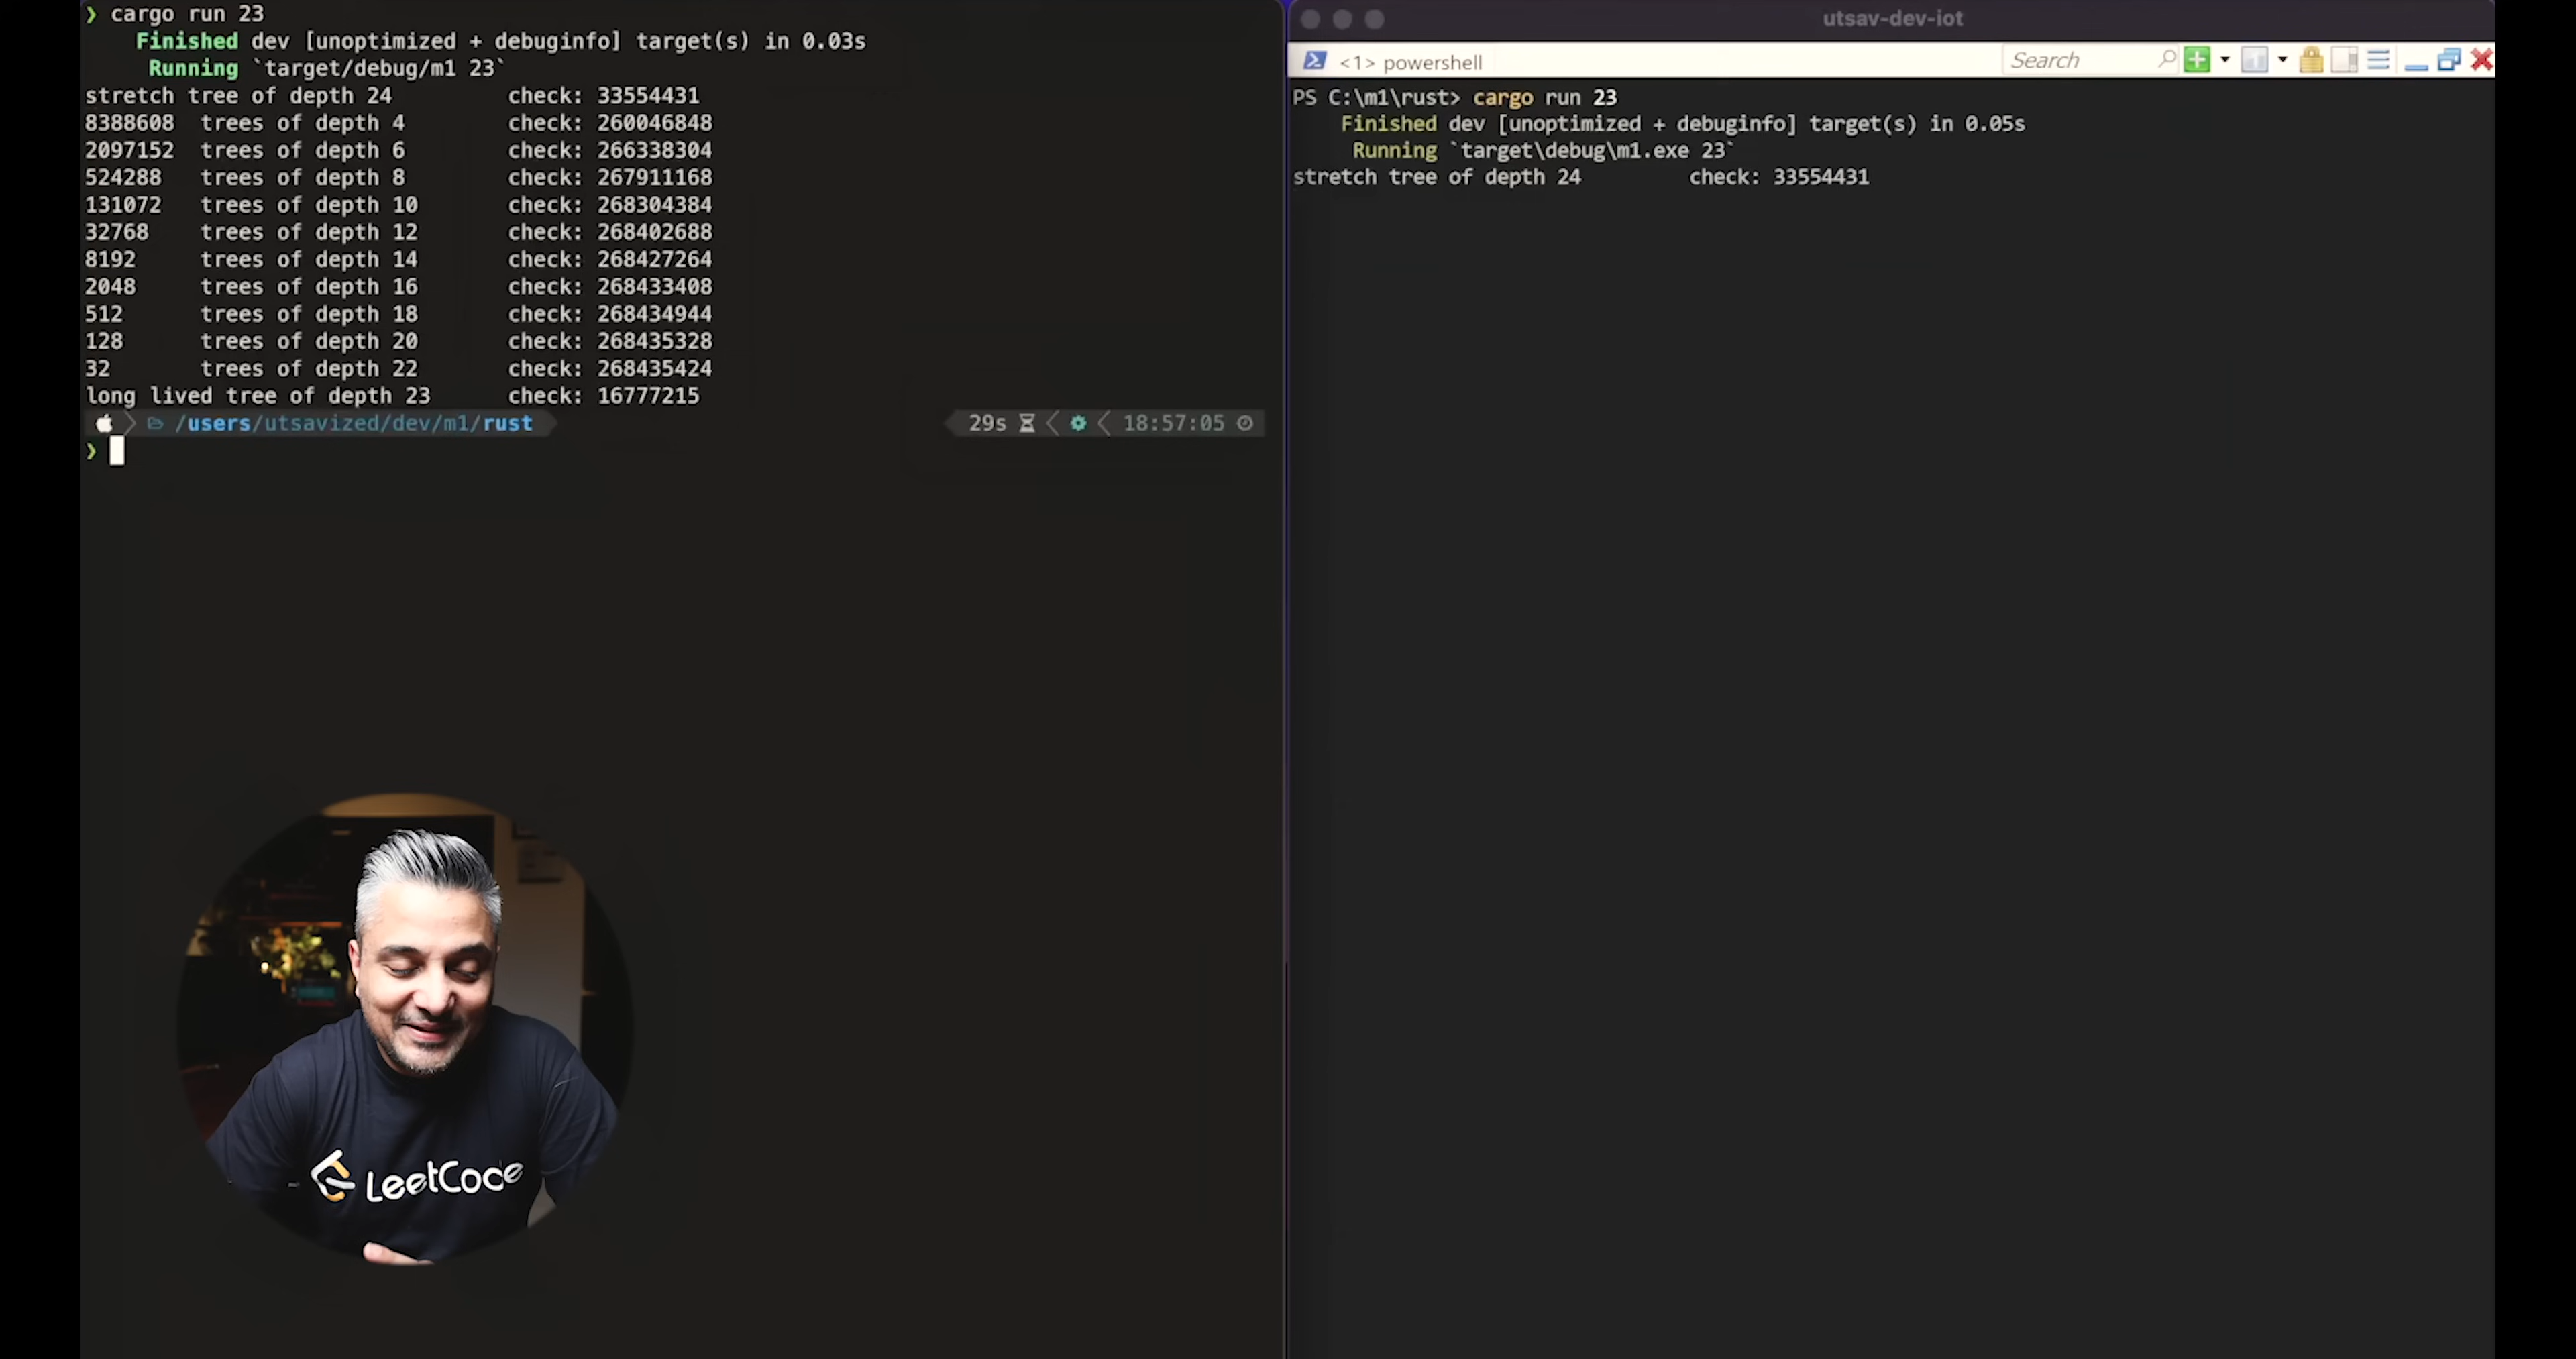 ❯ cargo run 23
Finished dev [unoptimized + debuginfo] target(s) in 0.03s
Running `target/debug/m1 23`
stretch tree of depth 24 check: 33554431
8388608 trees of depth 4 check: 260046848
2097152 trees of depth 6 check: 266338304
524288 trees of depth 8 check: 267911168
131072 trees of depth 10 check: 268304384
32768 trees of depth 12 check: 268402688
8192 trees of depth 14 check: 268427264
2048 trees of depth 16 check: 268433408
512 trees of depth 18 check: 268434944
128 trees of depth 20 check: 268435328
32 trees of depth 22 check: 268435424
long lived tree of depth 23 check: 16777215
/users/utsavized/dev/m1/rust 29s 18:57:05
❯
LeetCode
utsav-dev-iot
<1> powershell Search
PS C:\m1\rust> cargo run 23
Finished dev [unoptimized + debuginfo] target(s) in 0.05s
Running `target\debug\m1.exe 23`
stretch tree of depth 24 check: 33554431